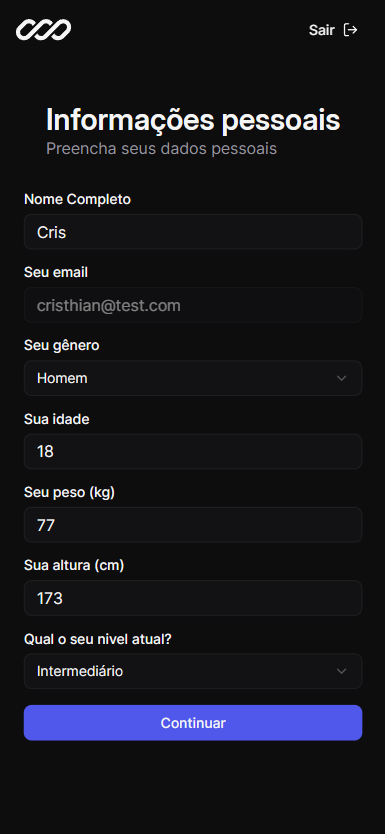 Sair
Informações pessoais
Preencha seus dados pessoais
Nome Completo
Cris
Seu email
cristhian@test.com
Seu gênero
Homem
Sua idade
18
Seu peso (kg)
77
Sua altura (cm)
173
Qual o seu nivel atual?
Intermediário
Continuar